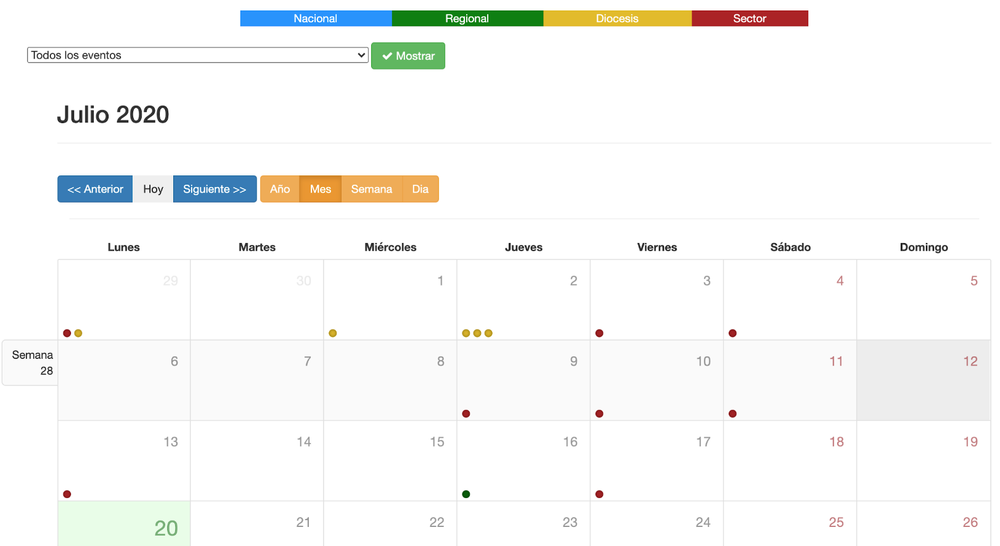 Nacional Regional Diocesis Sector
Todos los eventos Mostrar
Julio 2020
<< Anterior Hoy Siguiente >> Año Mes Semana Dia
Lunes Martes Miércoles Jueves Viernes Sábado Domingo
29 30 1 2 3 4 5
Semana 28
6 7 8 9 10 11 12
13 14 15 16 17 18 19
20 21 22 23 24 25 26